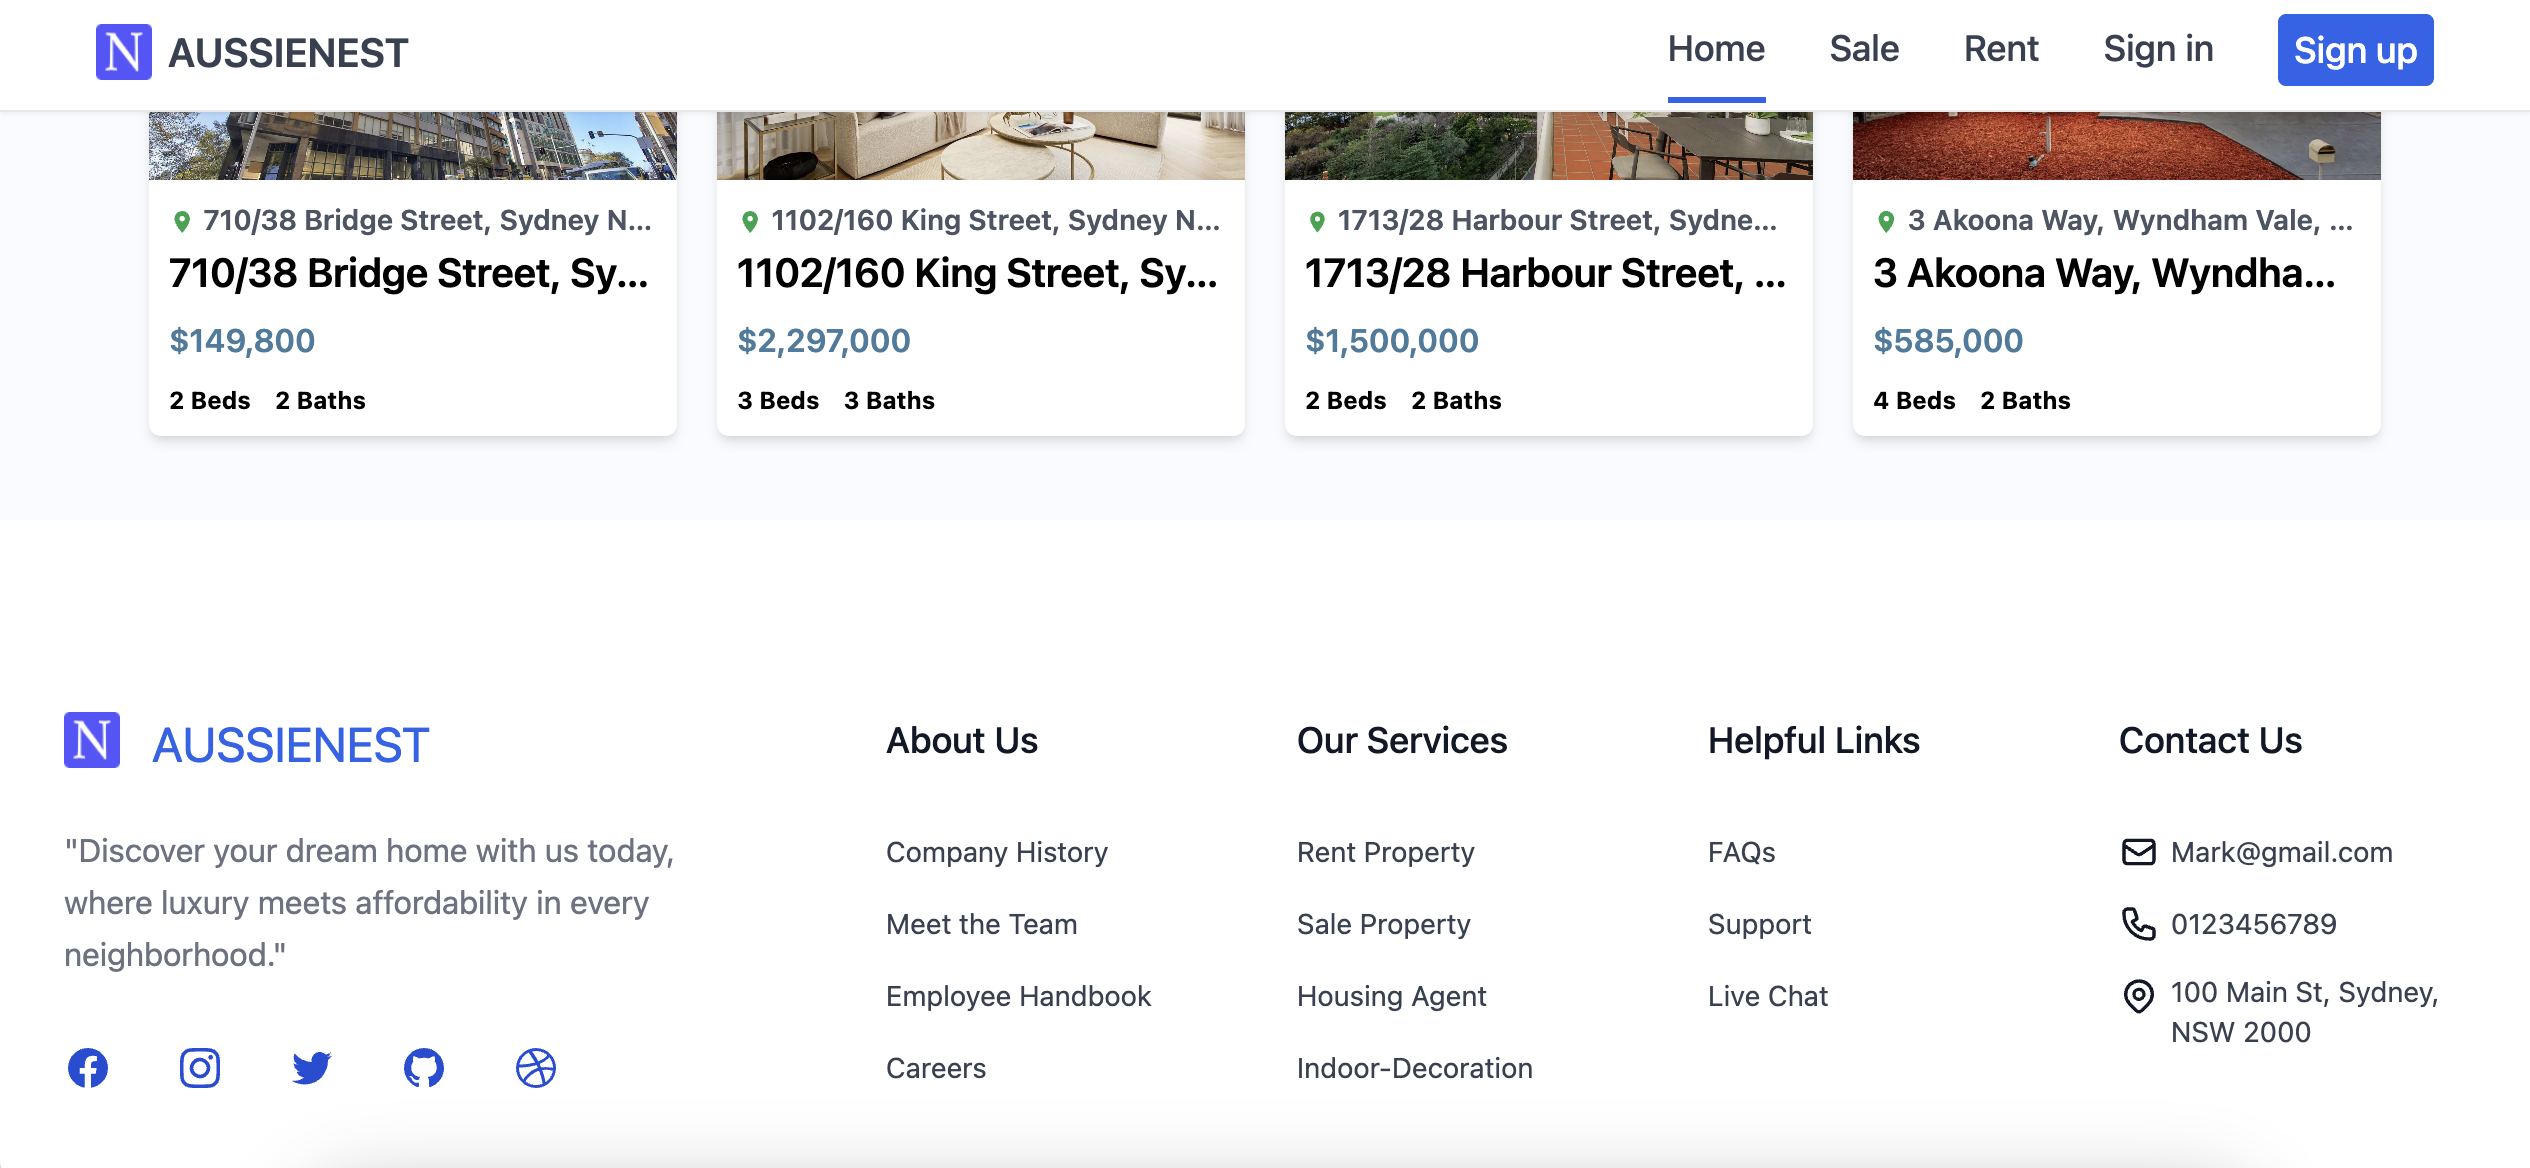 N AUSSIENEST
Home Sale Rent Sign in Sign up
710/38 Bridge Street, Sydney N...
710/38 Bridge Street, Sy...
$149,800
2 Beds 2 Baths
1102/160 King Street, Sydney N...
1102/160 King Street, Sy...
$2,297,000
3 Beds 3 Baths
1713/28 Harbour Street, Sydne...
1713/28 Harbour Street, ...
$1,500,000
2 Beds 2 Baths
3 Akoona Way, Wyndham Vale, ...
3 Akoona Way, Wyndha...
$585,000
4 Beds 2 Baths
N AUSSIENEST
"Discover your dream home with us today,
where luxury meets affordability in every
neighborhood."
About Us
Company History
Meet the Team
Employee Handbook
Careers
Our Services
Rent Property
Sale Property
Housing Agent
Indoor-Decoration
Helpful Links
FAQs
Support
Live Chat
Contact Us
Mark@gmail.com
0123456789
100 Main St, Sydney,
NSW 2000